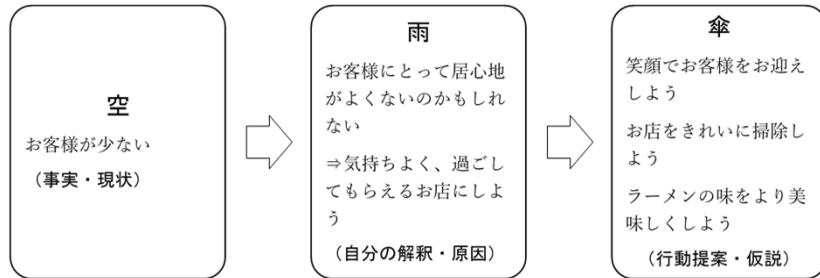 空
お客様が少ない
（事実・現状）
雨
お客様にとって居心地
がよくないのかもしれ
ない
⇒気持ちよく、過ごし
てもらえるお店にしよ
う
（自分の解釈・原因）
傘
笑顔でお客様をお迎え
しよう
お店をきれいに掃除し
よう
ラーメンの味をより美
味しくしよう
（行動提案・仮説）